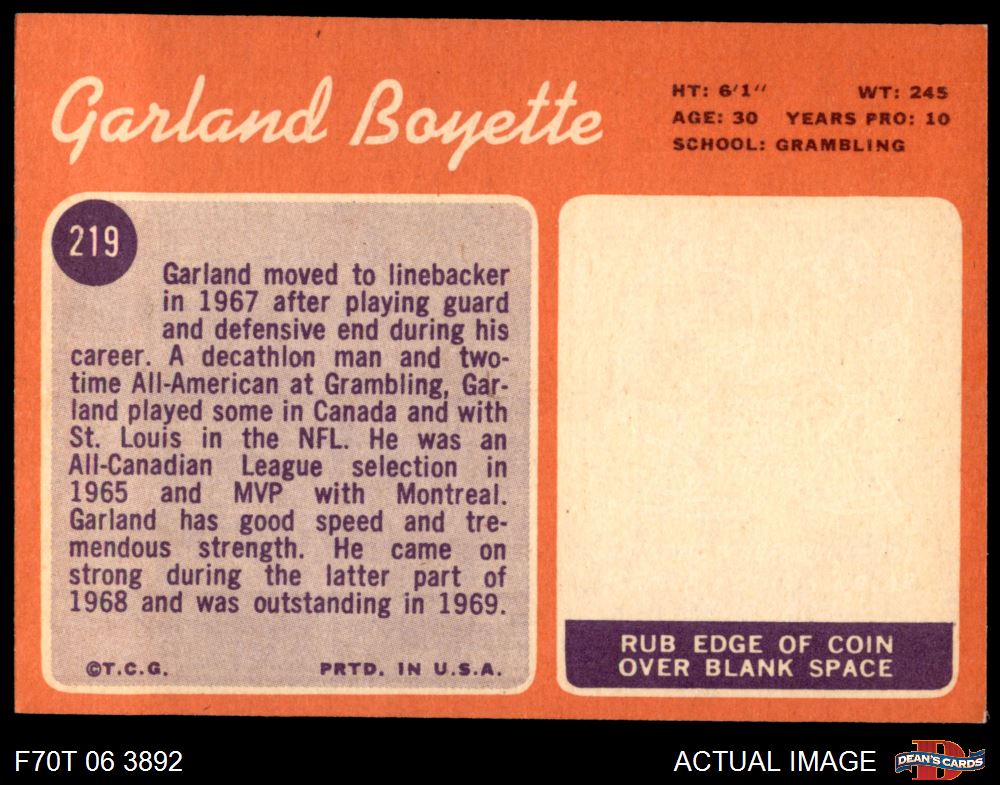 Garland Boyette
HT: 6'1" WT: 245
AGE: 30 YEARS PRO: 10
SCHOOL: GRAMBLING
219
Garland moved to linebacker
in 1967 after playing guard
and defensive end during his
career. A decathlon man and two-
time All-American at Grambling, Gar-
land played some in Canada and with
St. Louis in the NFL. He was an
All-Canadian League selection in
1965 and MVP with Montreal.
Garland has good speed and tre-
mendous strength. He came on
strong during the latter part of
1968 and was outstanding in 1969.
©T.C.G. PRTD. IN U.S.A.
RUB EDGE OF COIN
OVER BLANK SPACE
F70T 06 3892
ACTUAL IMAGE
D
DEAN'S CARDS